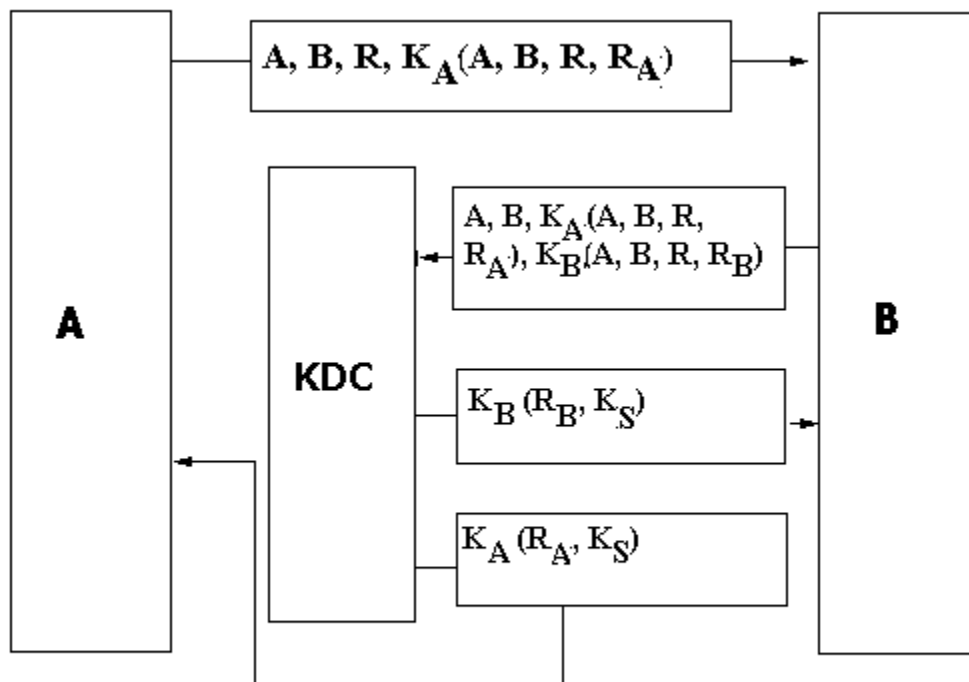 A, B, R, K_A(A, B, R, R_A)
A, B, K_A(A, B, R,
R_A), K_B(A, B, R, R_B)
A
B
KDC
K_B (R_B, K_S)
K_A (R_A, K_S)